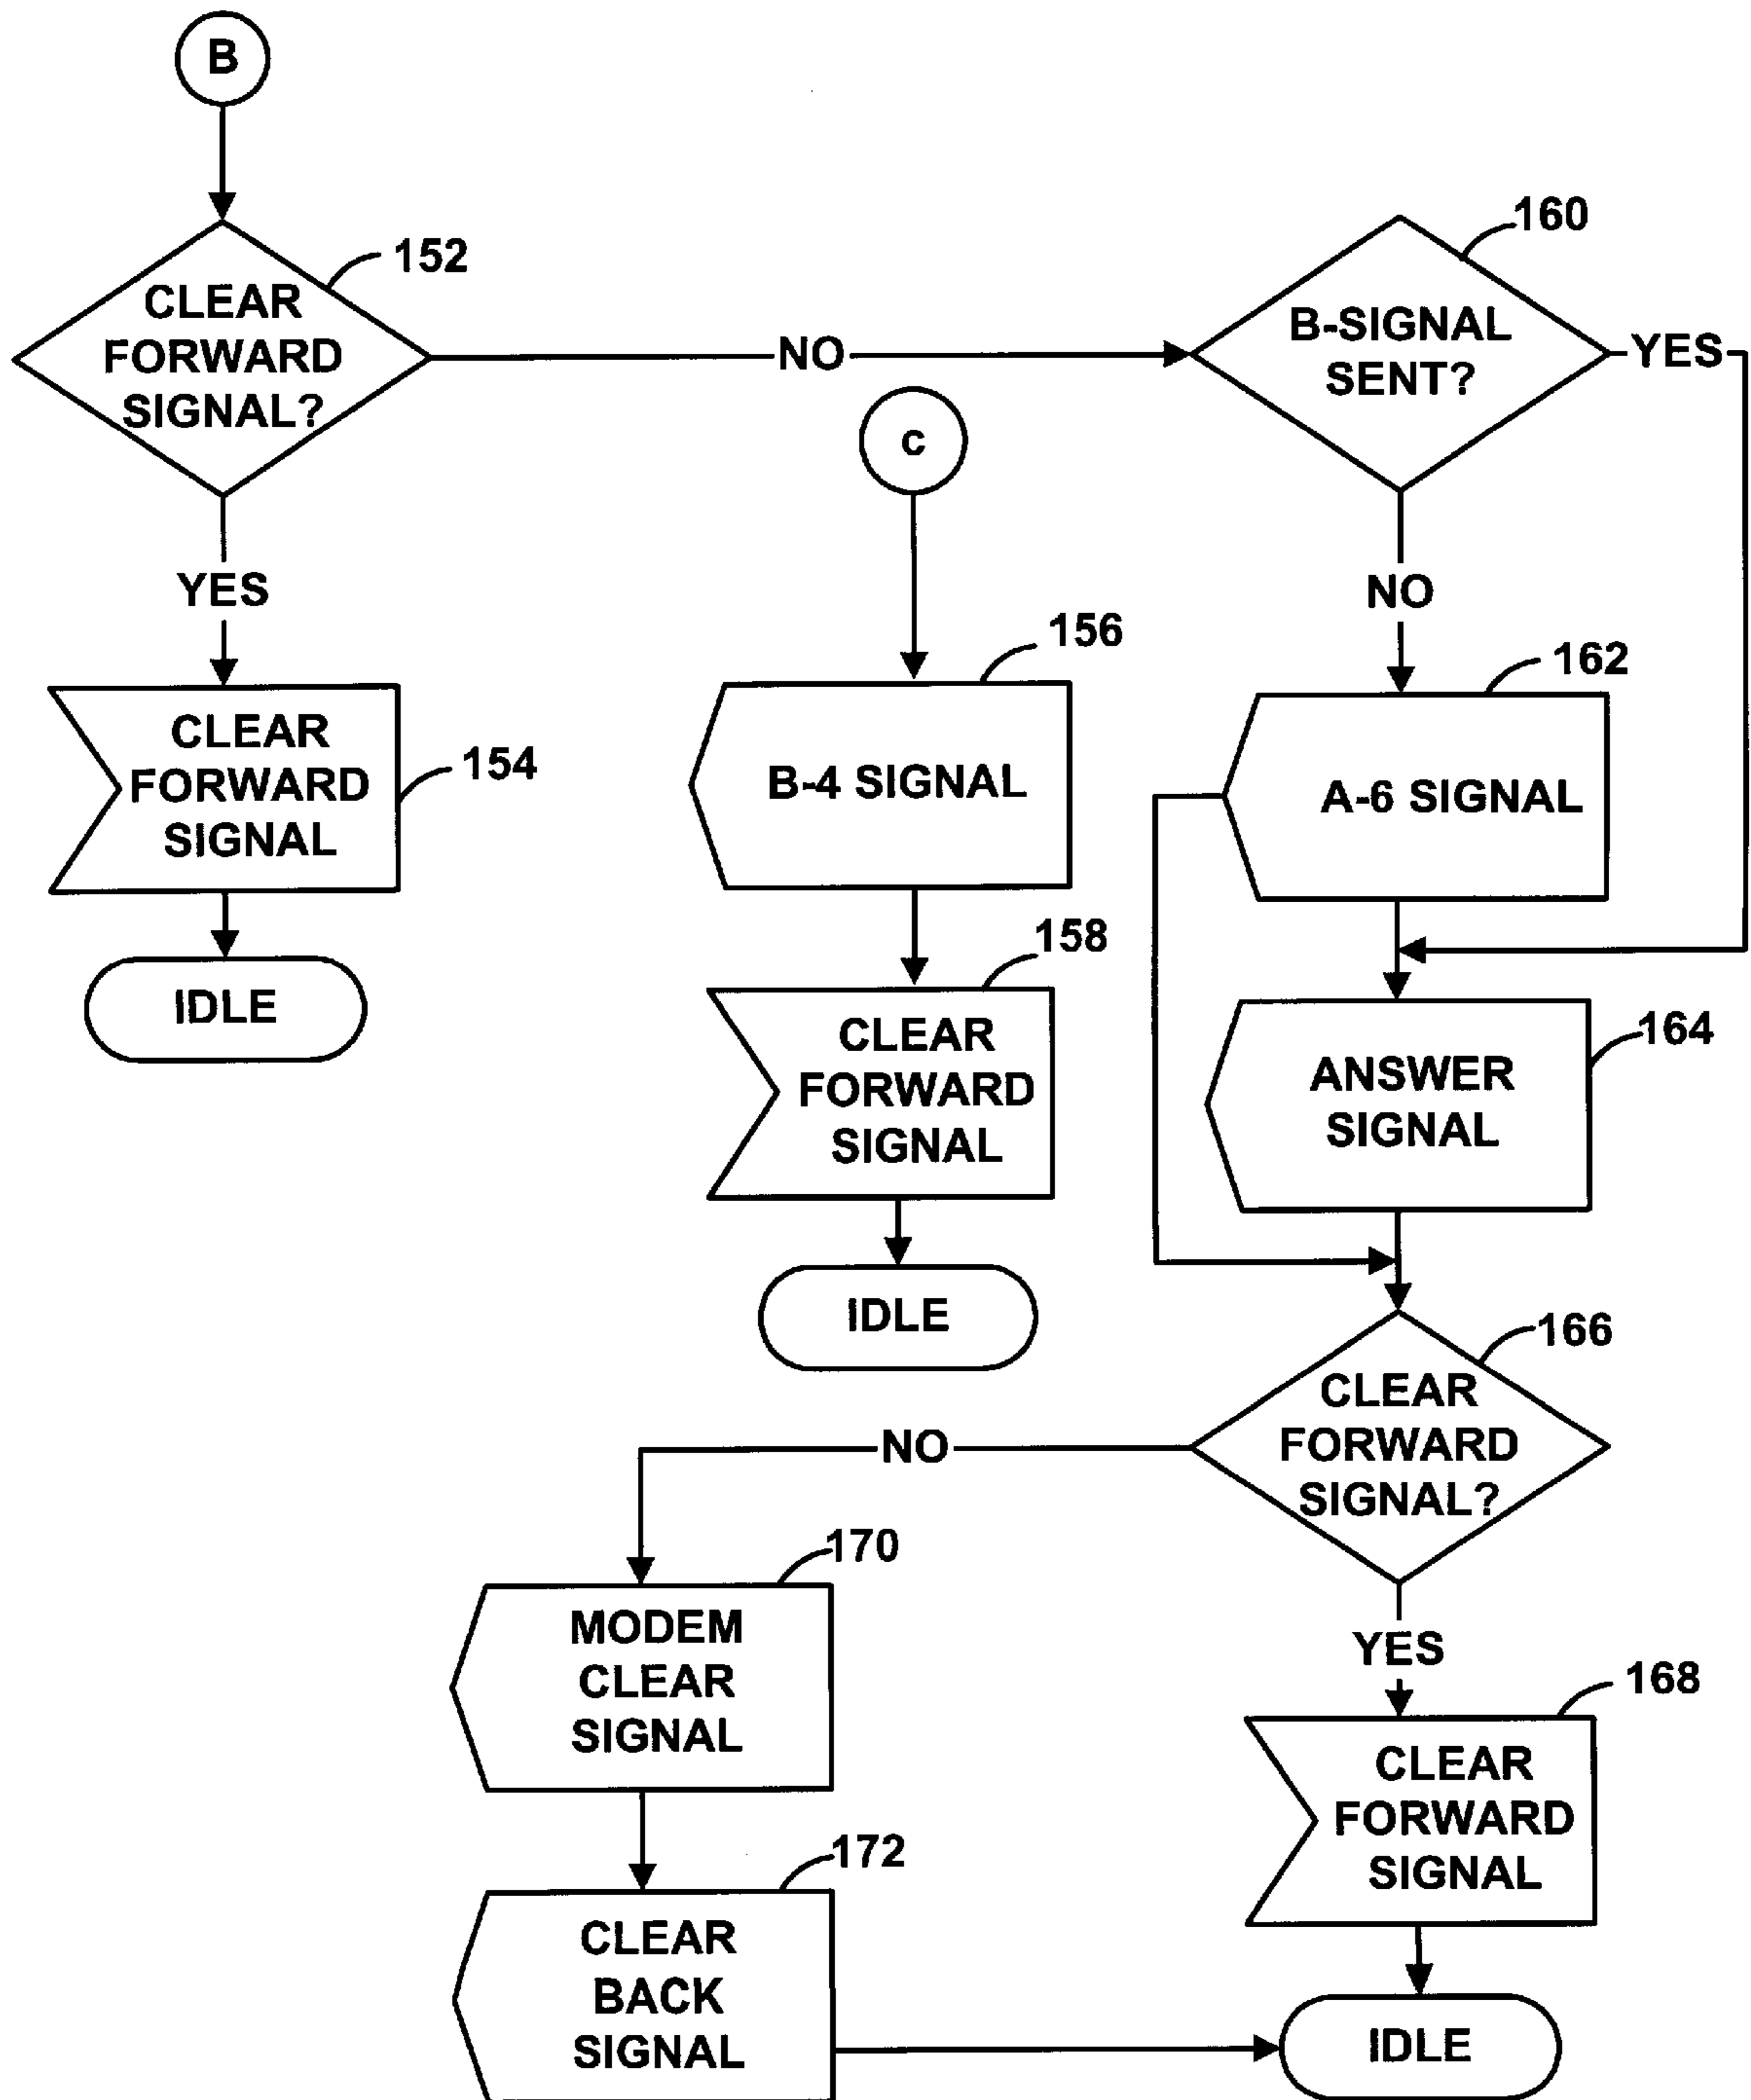 B
152
CLEAR
FORWARD
SIGNAL?
NO
160
B-SIGNAL
SENT?
YES
c
YES
NO
CLEAR
FORWARD
SIGNAL
154
IDLE
156
B-4 SIGNAL
158
CLEAR
FORWARD
SIGNAL
IDLE
162
A-6 SIGNAL
164
ANSWER
SIGNAL
166
CLEAR
FORWARD
SIGNAL?
NO
YES
170
MODEM
CLEAR
SIGNAL
172
CLEAR
BACK
SIGNAL
168
CLEAR
FORWARD
SIGNAL
IDLE